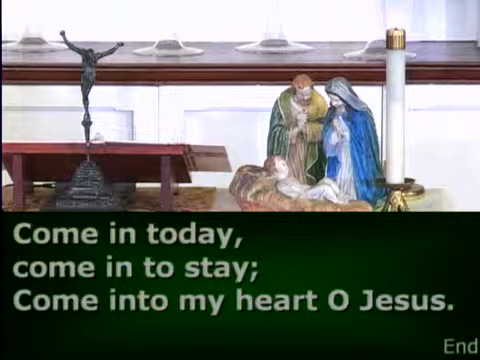 Come in today,
come in to stay;
Come into my heart O Jesus.
End